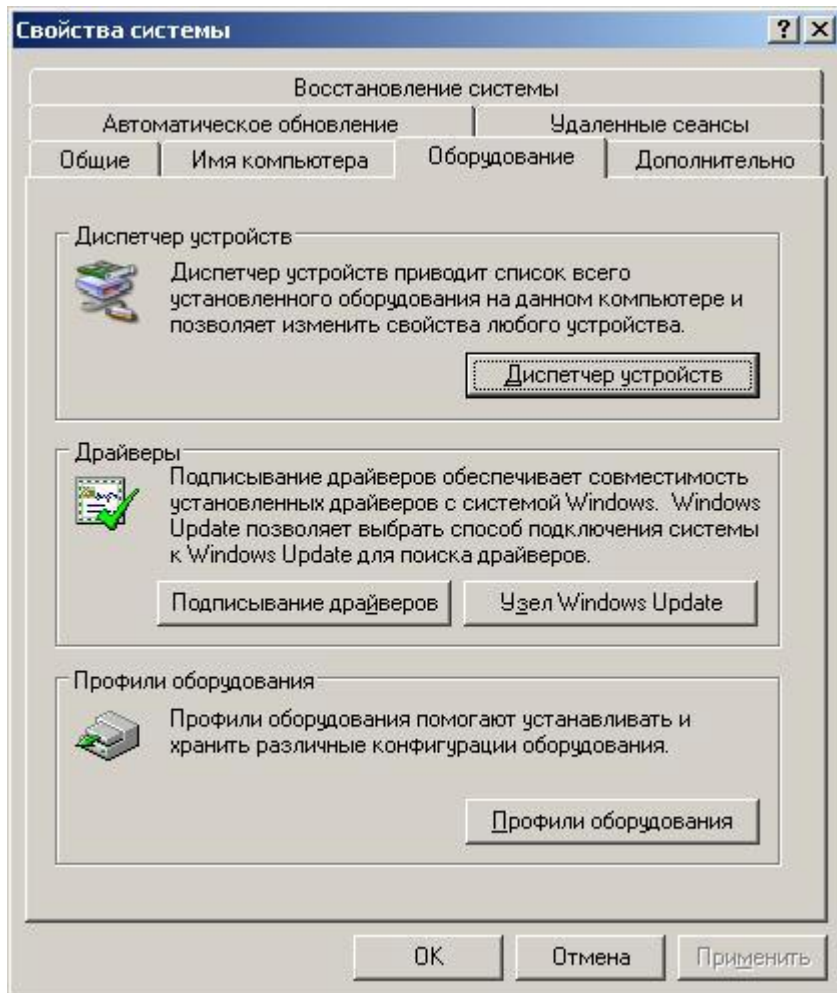 Свойства системы
Восстановление системы
Автоматическое обновление Удаленные сеансы
Общие Имя компьютера Оборудование Дополнительно
Диспетчер устройств
Диспетчер устройств приводит список всего
установленного оборудования на данном компьютере и
позволяет изменить свойства любого устройства.
Диспетчер устройств
Драйверы
Подписывание драйверов обеспечивает совместимость
установленных драйверов с системой Windows. Windows
Update позволяет выбрать способ подключения системы
к Windows Update для поиска драйверов.
Подписывание драйверов Узел Windows Update
Профили оборудования
Профили оборудования помогают устанавливать и
хранить различные конфигурации оборудования.
Профили оборудования
OK Отмена Применить